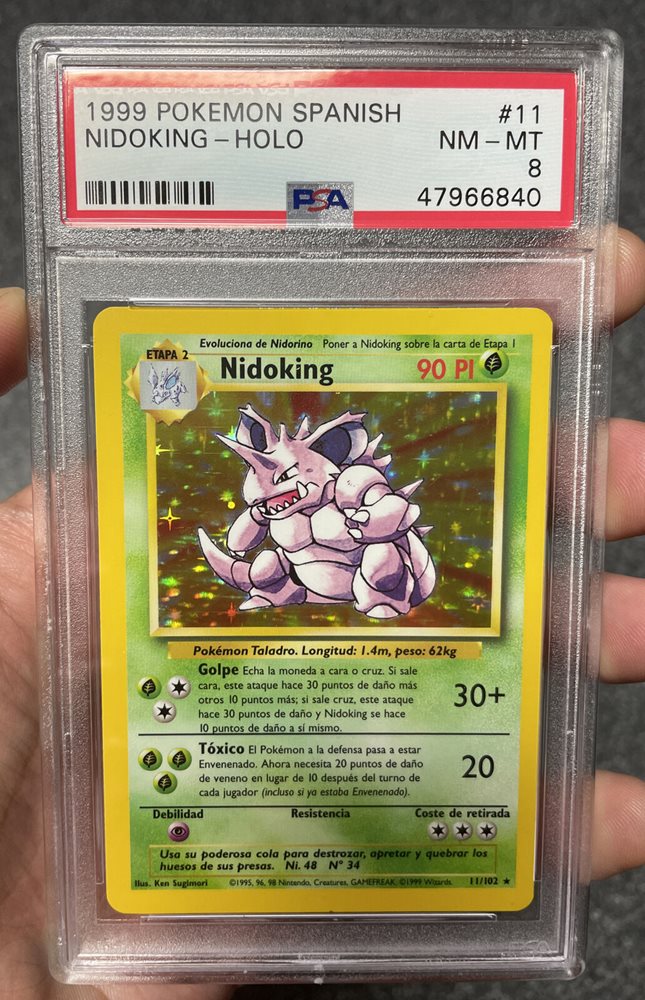 1999 POKEMON SPANISH #11
NIDOKING – HOLO NM – MT
8
PSA 47966840
Evoluciona de Nidorino Poner a Nidoking sobre la carta de Etapa 1
ETAPA 2
Nidoking 90 PI
Pokémon Taladro. Longitud: 1.4m, peso: 62kg
Golpe Echa la moneda a cara o cruz. Si sale
cara, este ataque hace 30 puntos de daño más
otros 10 puntos más; si sale cruz, este ataque
hace 30 puntos de daño y Nidoking se hace
10 puntos de daño a sí mismo.
30+
Tóxico El Pokémon a la defensa pasa a estar
Envenenado. Ahora necesita 20 puntos de daño
de veneno en lugar de 10 después del turno de
cada jugador (incluso si ya estaba Envenenado).
20
Debilidad Resistencia Coste de retirada
Usa su poderosa cola para destrozar, apretar y quebrar los
huesos de sus presas. Ni. 48 N° 34
Ilus. Ken Sugimori ©1995, 96, 98 Nintendo, Creatures, GAMEFREAK. ©1999 Wizards. 11/102 ★